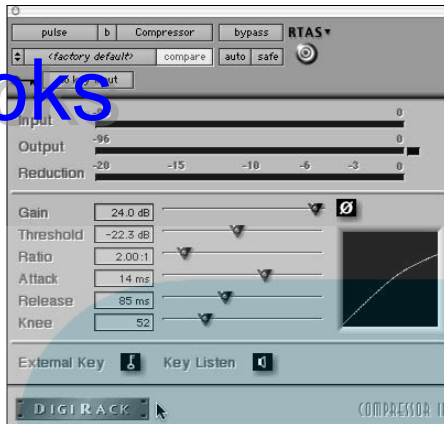 pulse b Compressor bypass RTAS
<factory default> compare auto safe
oks
Input -96 0
Output -96 0
Reduction -20 -15 -10 -6 -3 0
Gain 24.0 dB Ø
Threshold -22.3 dB
Ratio 2.00:1
Attack 14 ms
Release 85 ms
Knee 52
External Key Key Listen
DIGIRACK COMPRESSOR